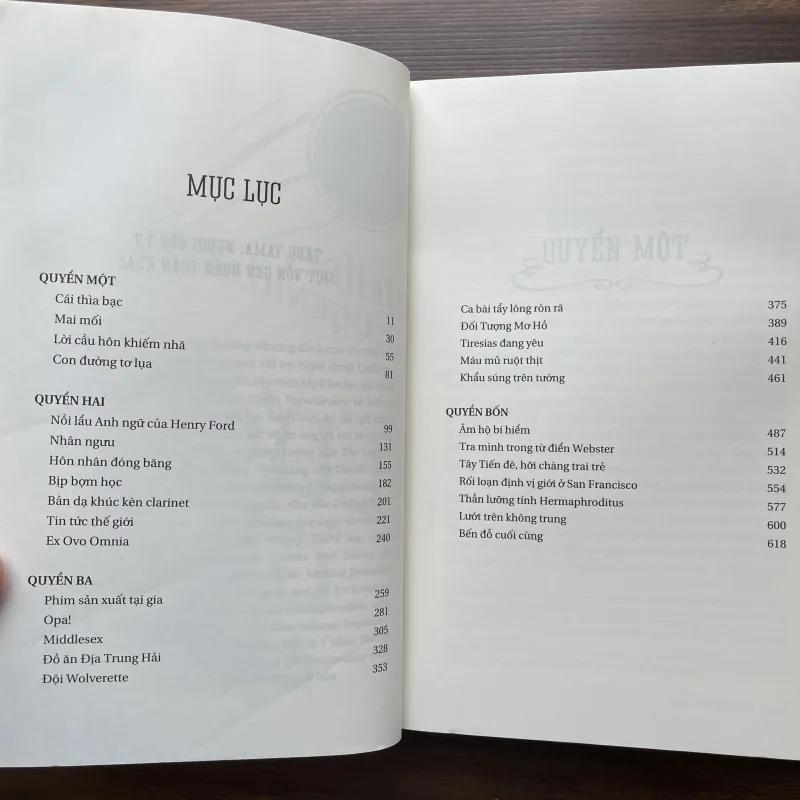 MỤC LỤC
QUYỂN MỘT
Cái thìa bạc 11
Mai mối 30
Lời cầu hôn khiếm nhã 55
Con đường tơ lụa 81
QUYỂN HAI
Nồi lẩu Anh ngữ của Henry Ford 99
Nhân ngưu 131
Hôn nhân đóng băng 155
Bịp bợm học 182
Bản dạ khúc kèn clarinet 201
Tin tức thế giới 221
Ex Ovo Omnia 240
QUYỂN BA
Phim sản xuất tại gia 259
Opa! 281
Middlesex 305
Đồ ăn Địa Trung Hải 328
Đội Wolverette 353
QUYỂN MỘT
Ca bài tẩy lông ròn rã 375
Đối Tượng Mơ Hồ 389
Tiresias đang yêu 416
Máu mủ ruột thịt 441
Khẩu súng trên tường 461
QUYỂN BỐN
Âm hộ bí hiểm 487
Tra mình trong từ điển Webster 514
Tây Tiến đê, hỡi chàng trai trẻ 532
Rối loạn định vị giới ở San Francisco 554
Thần lưỡng tính Hermaphroditus 577
Lướt trên không trung 600
Bến đỗ cuối cùng 618